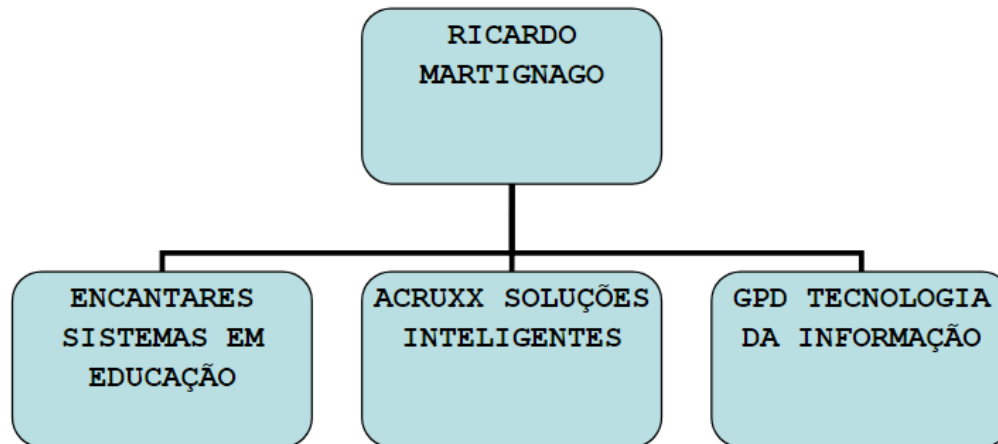 RICARDO
MARTIGNAGO
ENCANTARES
SISTEMAS EM
EDUCAÇÃO
ACRUXX SOLUÇÕES
INTELIGENTES
GPD TECNOLOGIA
DA INFORMAÇÃO